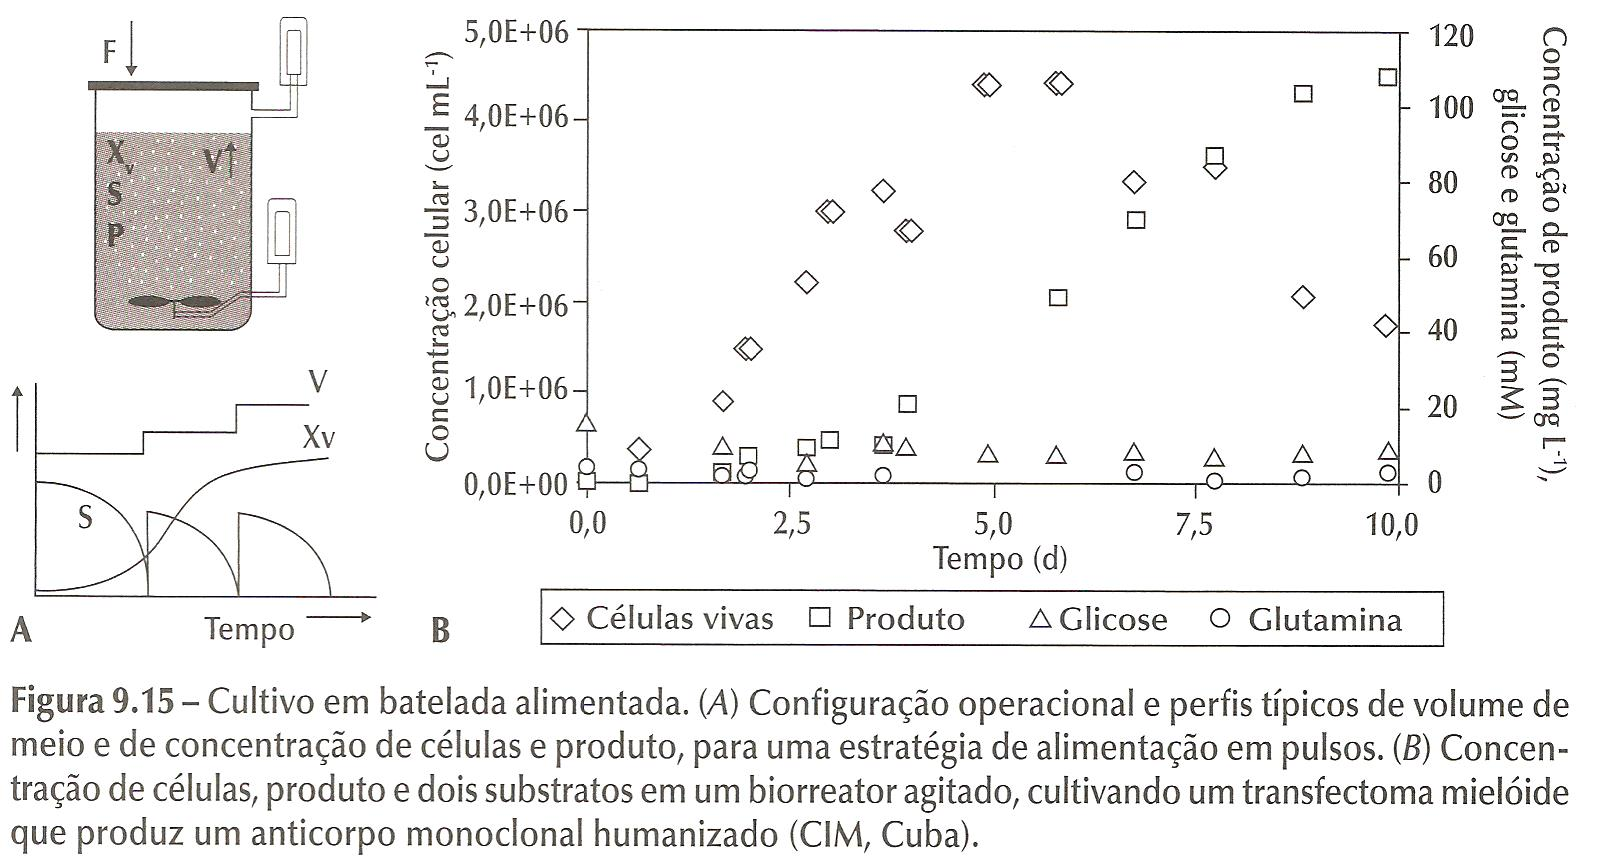 F
X_v
V↑
S
P
V
Xv
S
A
Tempo
Concentração celular (cel mL⁻¹)
5,0E+06
4,0E+06
3,0E+06
2,0E+06
1,0E+06
0,0E+00
0,0
2,5
5,0
7,5
10,0
Tempo (d)
120
100
80
60
40
20
0
Concentração de produto (mg L⁻¹),
glicose e glutamina (mM)
B
Células vivas Produto Glicose Glutamina
Figura 9.15 – Cultivo em batelada alimentada. (A) Configuração operacional e perfis típicos de volume de
meio e de concentração de células e produto, para uma estratégia de alimentação em pulsos. (B) Concen-
tração de células, produto e dois substratos em um biorreator agitado, cultivando um transfectoma mielóide
que produz um anticorpo monoclonal humanizado (CIM, Cuba).